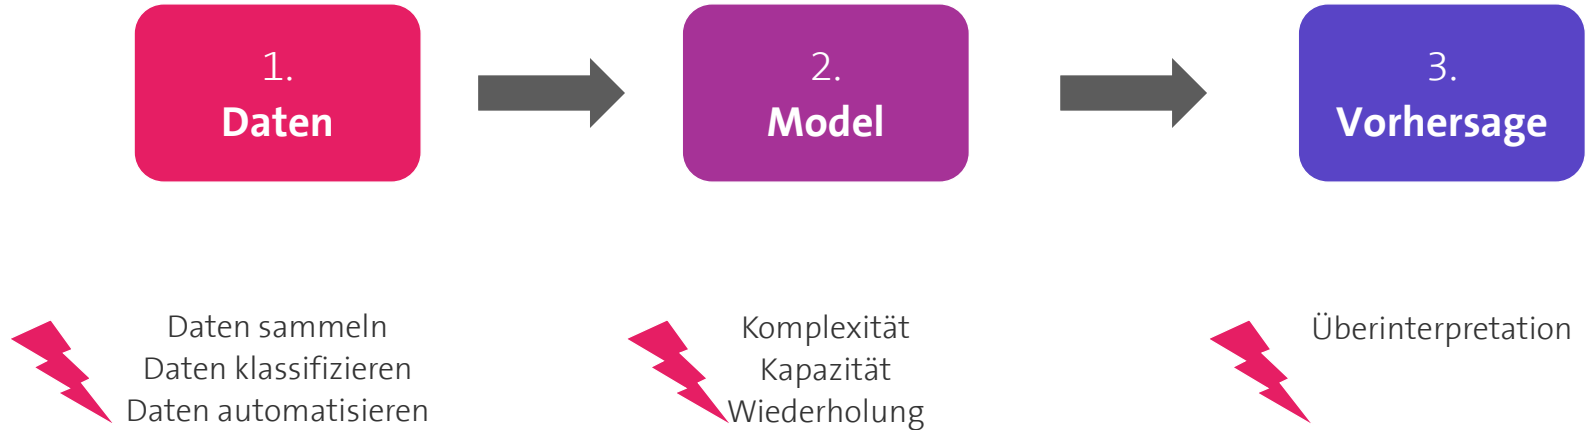 1.
Daten
2.
Model
3.
Vorhersage
Daten sammeln
Daten klassifizieren
Daten automatisieren
Komplexität
Kapazität
Wiederholung
Überinterpretation